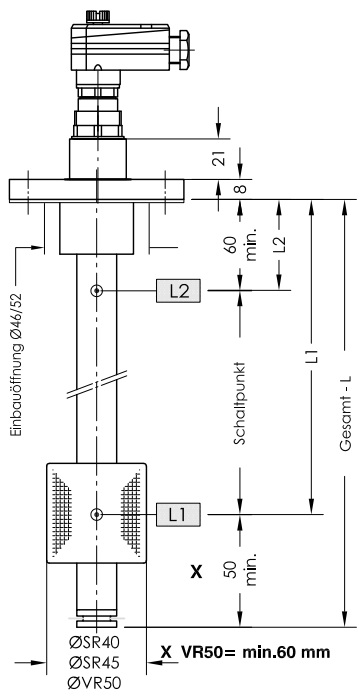 21
8
60
min.
L2
L2
Einbauöffnung Ø46/52
Schaltpunkt
L1
Gesamt - L
L1
X
50
min.
ØSR40
ØSR45
ØVR50
X VR50= min.60 mm